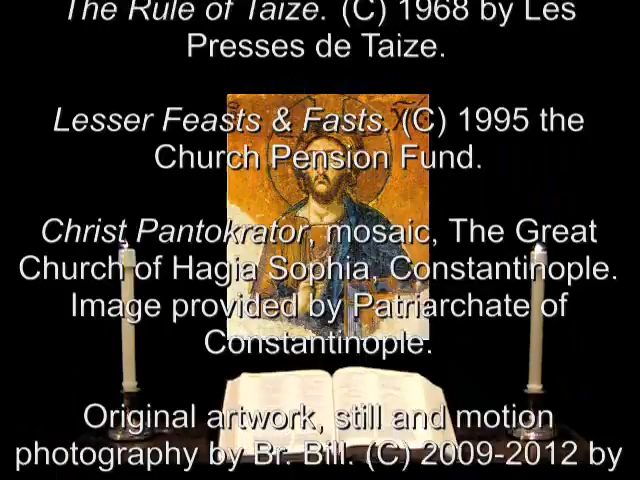 The Rule of Taize. (C) 1968 by Les
Presses de Taize.
Lesser Feasts & Fasts. (C) 1995 the
Church Pension Fund.
Christ Pantokrator, mosaic, The Great
Church of Hagia Sophia, Constantinople.
Image provided by Patriarchate of
Constantinople.
Original artwork, still and motion
photography by Br. Bill. (C) 2009-2012 by